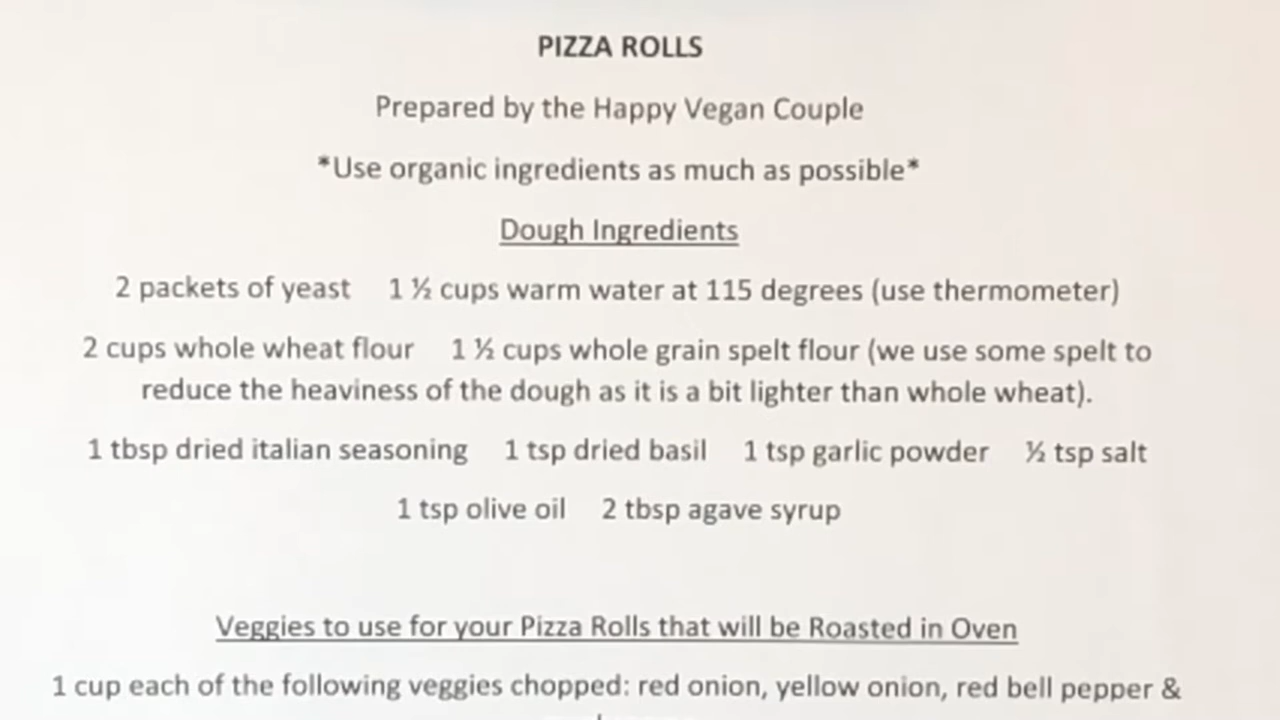 PIZZA ROLLS
Prepared by the Happy Vegan Couple
*Use organic ingredients as much as possible*
Dough Ingredients
2 packets of yeast 1 ½ cups warm water at 115 degrees (use thermometer)
2 cups whole wheat flour 1 ½ cups whole grain spelt flour (we use some spelt to
reduce the heaviness of the dough as it is a bit lighter than whole wheat).
1 tbsp dried italian seasoning 1 tsp dried basil 1 tsp garlic powder ½ tsp salt
1 tsp olive oil 2 tbsp agave syrup
Veggies to use for your Pizza Rolls that will be Roasted in Oven
1 cup each of the following veggies chopped: red onion, yellow onion, red bell pepper &